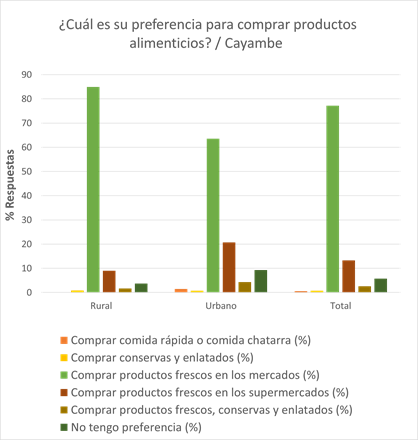 ¿Cuál es su preferencia para comprar productos
alimenticios? / Cayambe
% Respuestas
90
80
70
60
50
40
30
20
10
0
Rural
Urbano
Total
Comprar comida rápida o comida chatarra (%)
Comprar conservas y enlatados (%)
Comprar productos frescos en los mercados (%)
Comprar productos frescos en los supermercados (%)
Comprar productos frescos, conservas y enlatados (%)
No tengo preferencia (%)